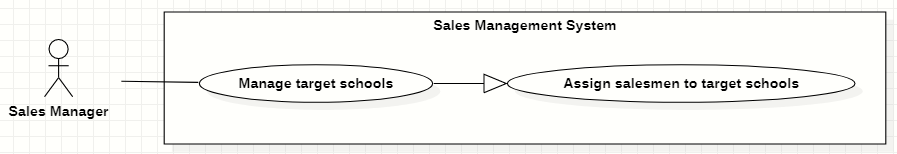 Sales Management System
Manage target schools
Assign salesmen to target schools
Sales Manager